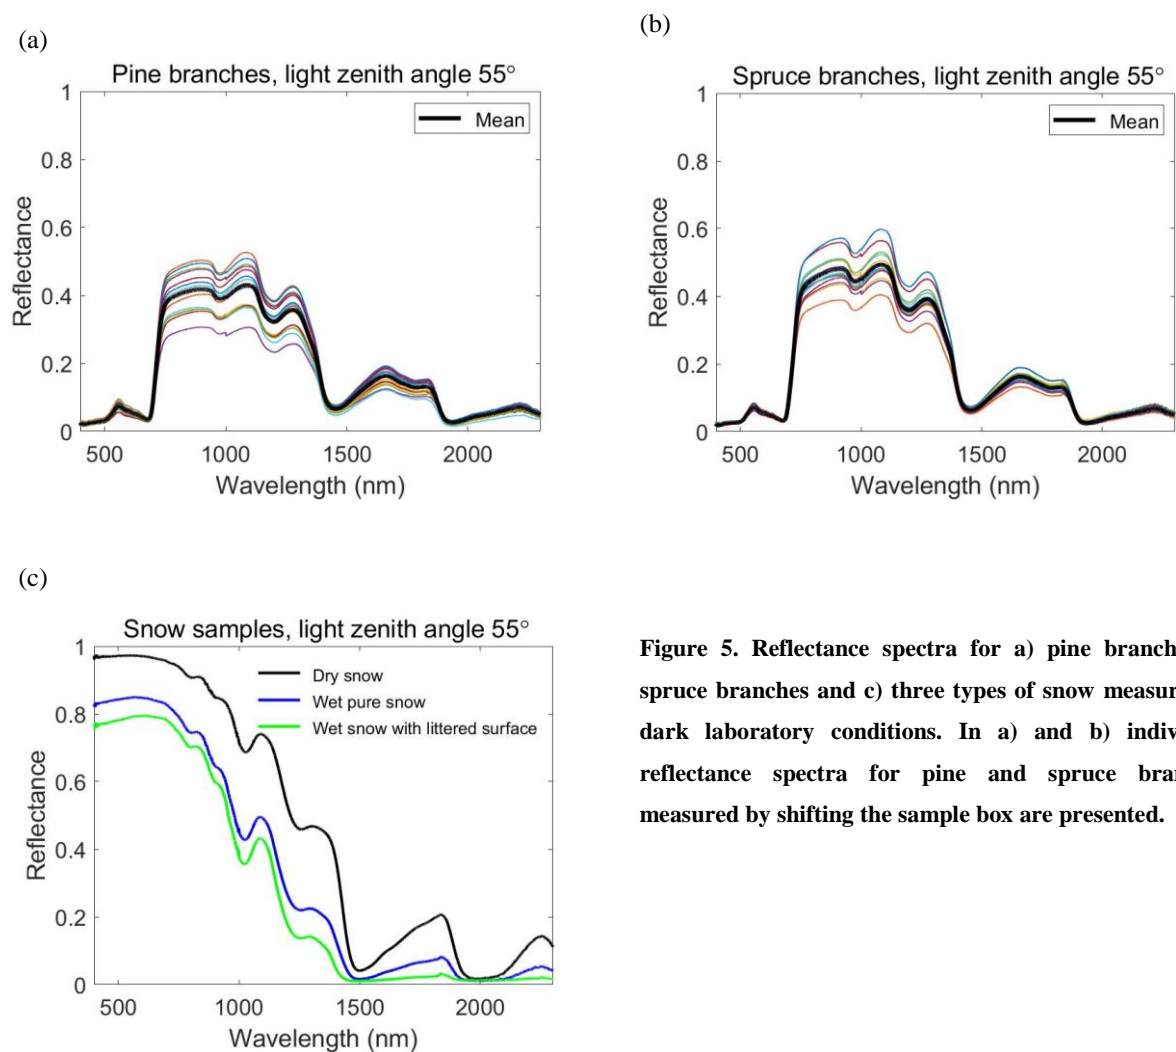 (a)
Pine branches, light zenith angle 55°
Mean
1
0.8
0.6
0.4
0.2
0
Reflectance
500 1000 1500 2000
Wavelength (nm)
(b)
Spruce branches, light zenith angle 55°
Mean
1
0.8
0.6
0.4
0.2
0
Reflectance
500 1000 1500 2000
Wavelength (nm)
(c)
Snow samples, light zenith angle 55°
Dry snow
Wet pure snow
Wet snow with littered surface
1
0.8
0.6
0.4
0.2
0
Reflectance
500 1000 1500 2000
Wavelength (nm)
Figure 5. Reflectance spectra for a) pine branch
spruce branches and c) three types of snow measur
dark laboratory conditions. In a) and b) indiv
reflectance spectra for pine and spruce bra
measured by shifting the sample box are presented.